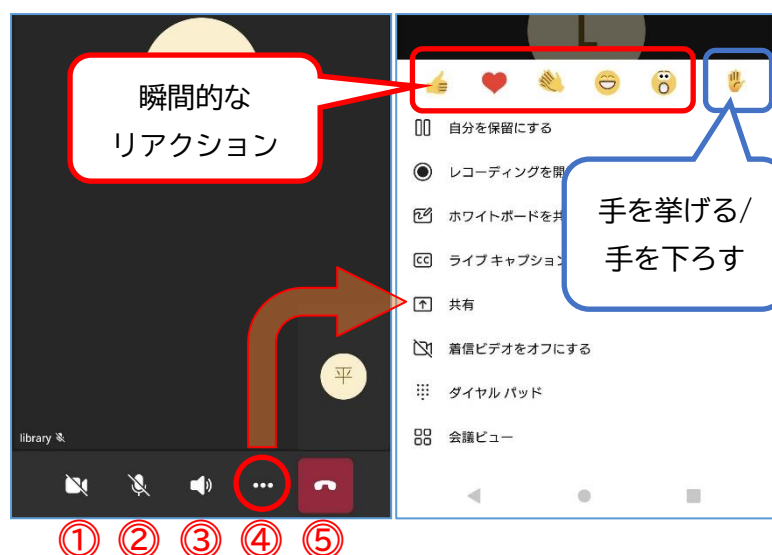 瞬間的な
リアクション
L
自分を保留にする
レコーディングを開
手を挙げる/
手を下ろす
ホワイトボードを共
CC ライブ キャプション
共有
平
着信ビデオをオフにする
ダイヤル パッド
library
会議ビュー
① ② ③ ④ ⑤